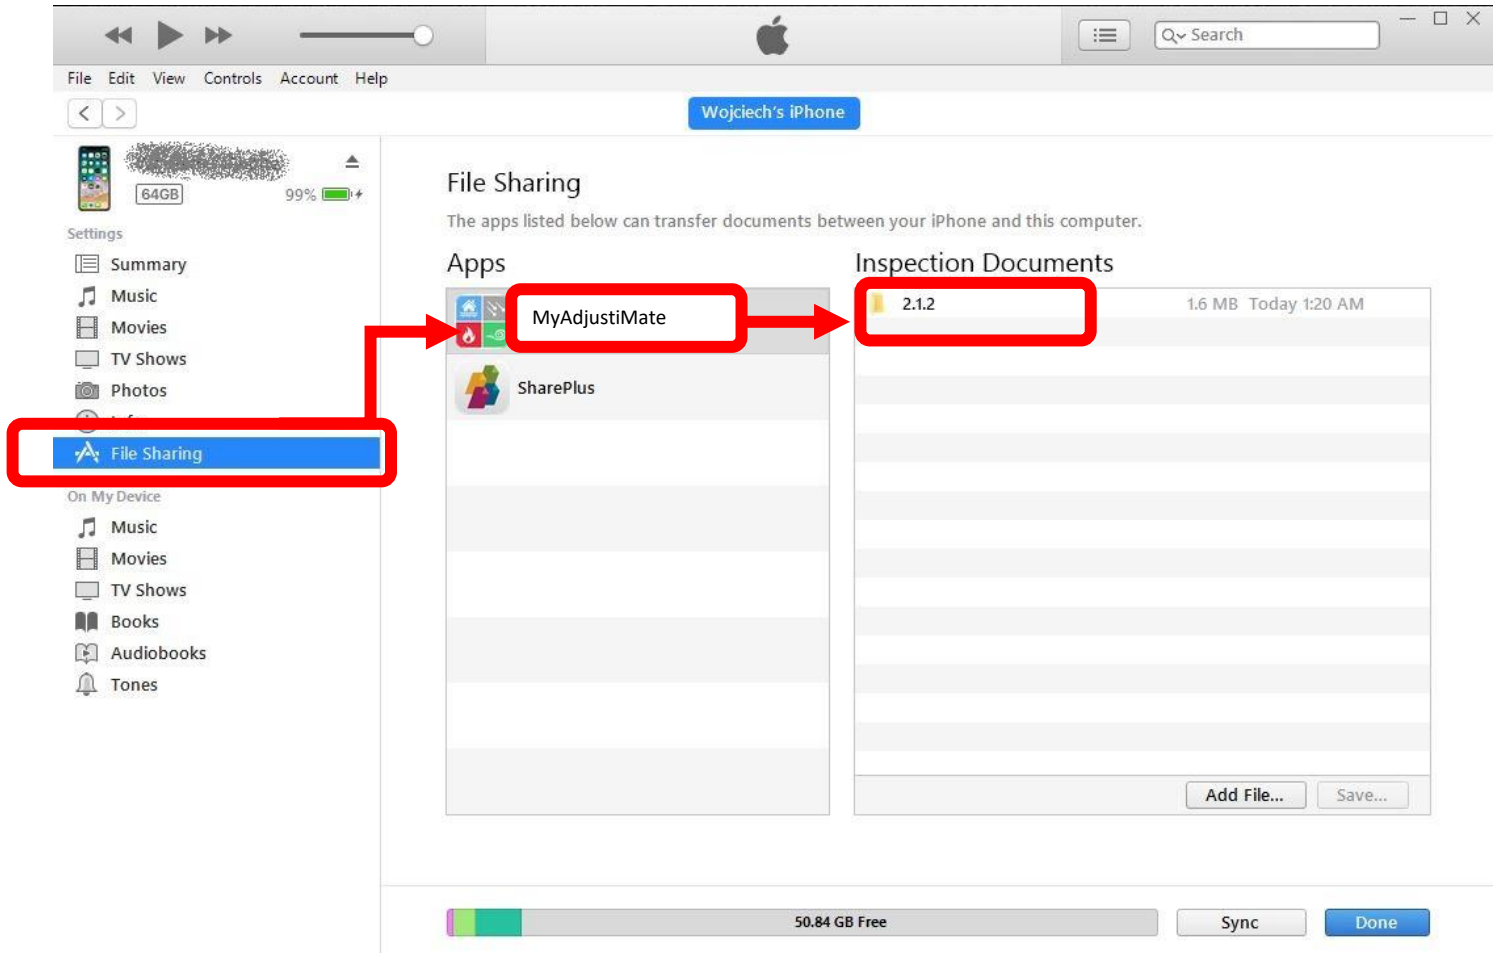 Search
File Edit View Controls Account Help
Wojciech's iPhone
64GB
99%
Settings
Summary
Music
Movies
TV Shows
Photos
File Sharing
On My Device
Music
Movies
TV Shows
Books
Audiobooks
Tones
File Sharing
The apps listed below can transfer documents between your iPhone and this computer.
Apps
MyAdjustiMate
SharePlus
Inspection Documents
2.1.2 1.6 MB Today 1:20 AM
Add File... Save...
50.84 GB Free
Sync Done